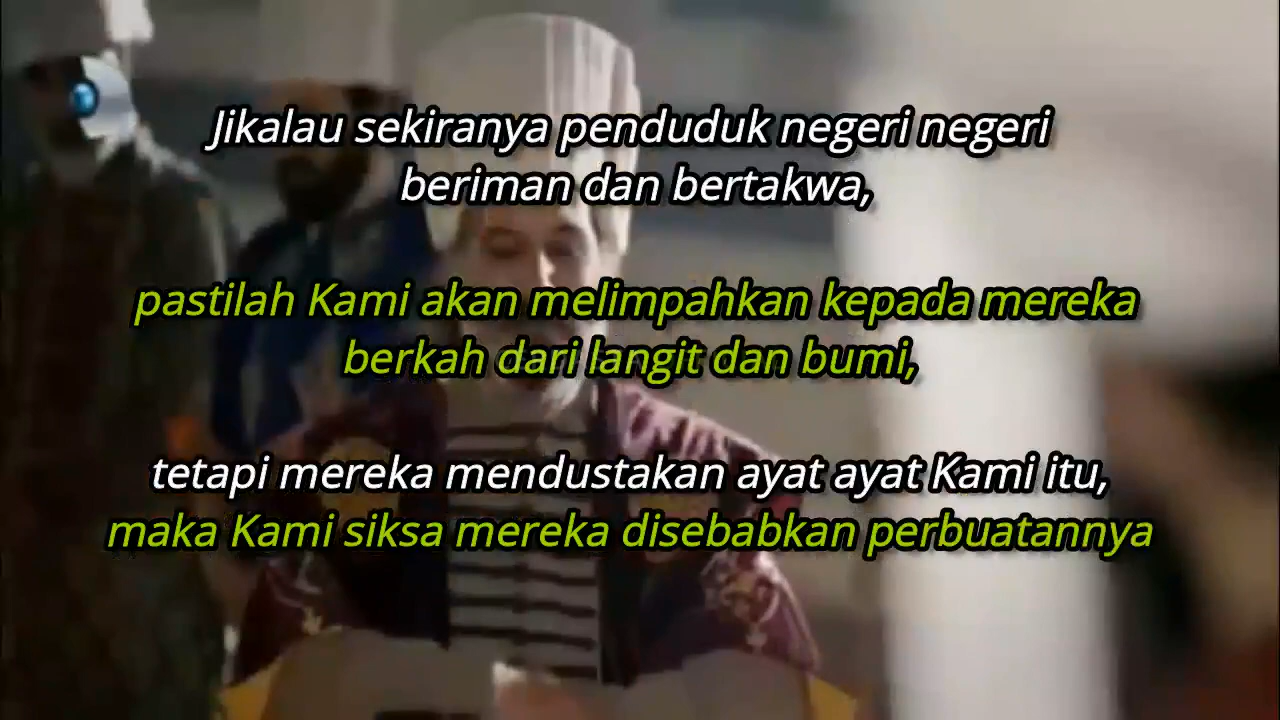 Jikalau sekiranya penduduk negeri negeri
beriman dan bertakwa,
pastilah Kami akan melimpahkan kepada mereka
berkah dari langit dan bumi,
tetapi mereka mendustakan ayat ayat Kami itu,
maka Kami siksa mereka disebabkan perbuatannya